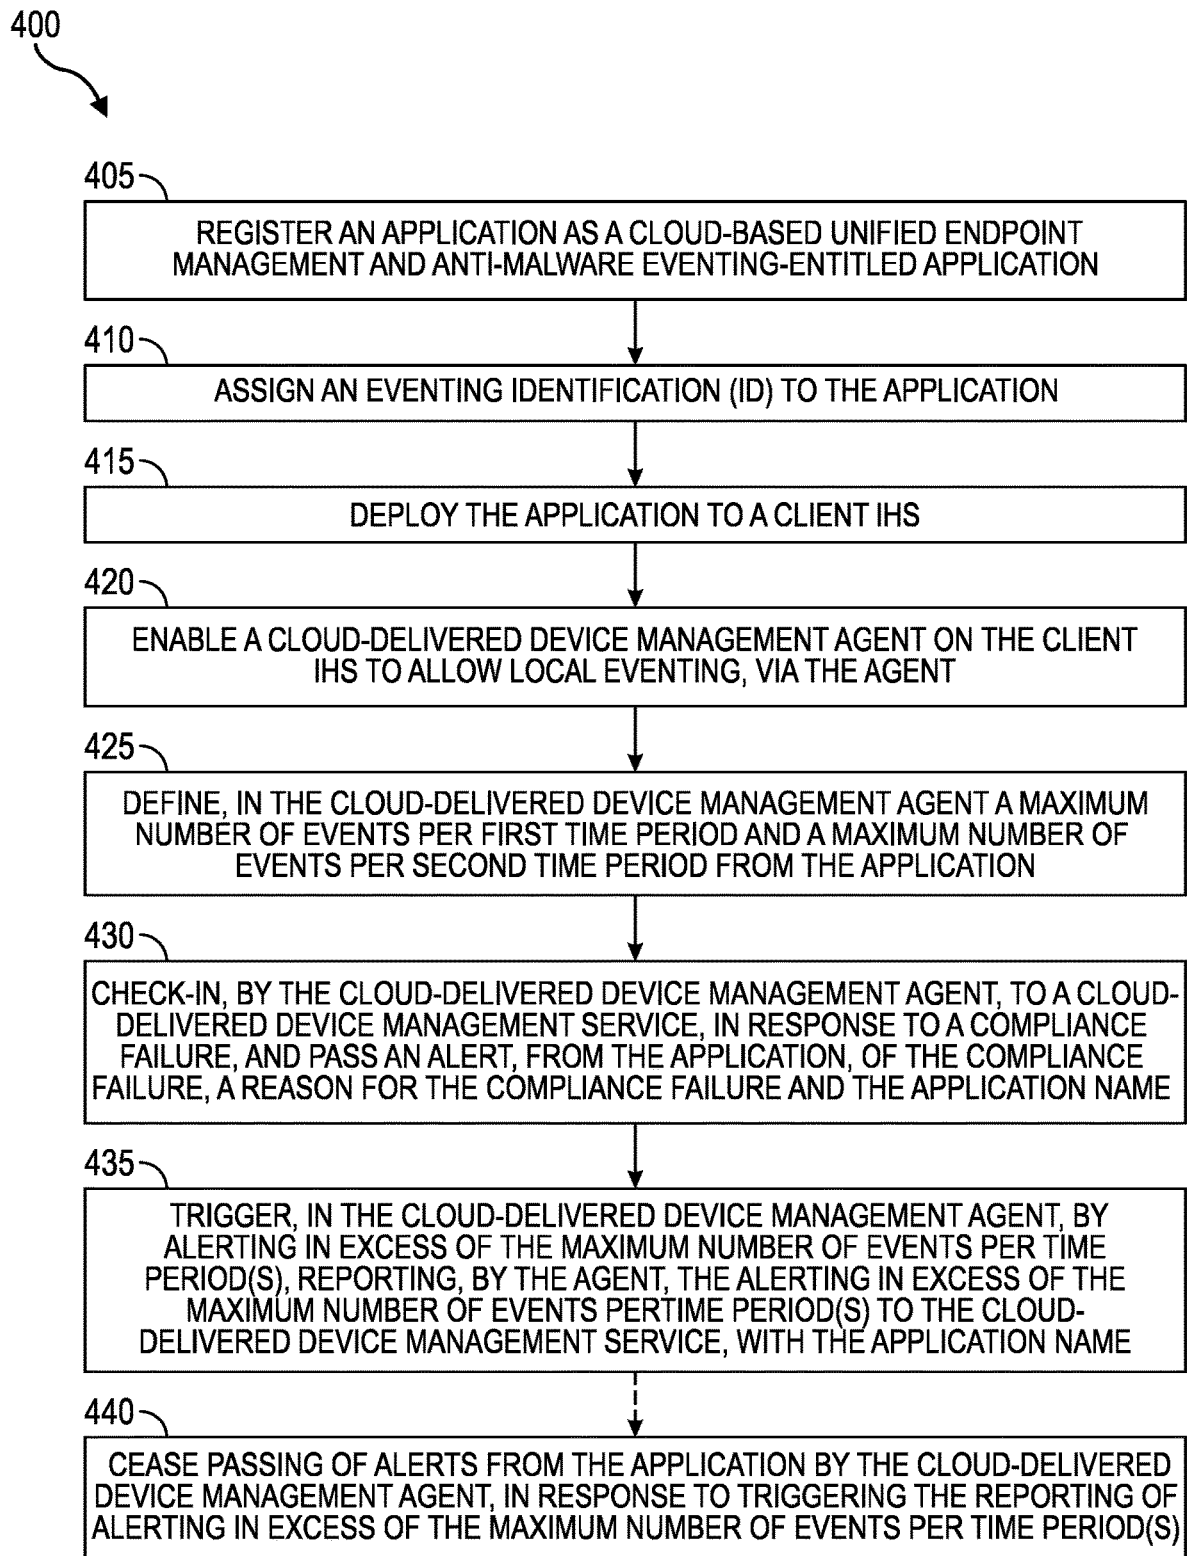 400
405
REGISTER AN APPLICATION AS A CLOUD-BASED UNIFIED ENDPOINT
MANAGEMENT AND ANTI-MALWARE EVENTING-ENTITLED APPLICATION
410
ASSIGN AN EVENTING IDENTIFICATION (ID) TO THE APPLICATION
415
DEPLOY THE APPLICATION TO A CLIENT IHS
420
ENABLE A CLOUD-DELIVERED DEVICE MANAGEMENT AGENT ON THE CLIENT
IHS TO ALLOW LOCAL EVENTING, VIA THE AGENT
425
DEFINE, IN THE CLOUD-DELIVERED DEVICE MANAGEMENT AGENT A MAXIMUM
NUMBER OF EVENTS PER FIRST TIME PERIOD AND A MAXIMUM NUMBER OF
EVENTS PER SECOND TIME PERIOD FROM THE APPLICATION
430
CHECK-IN, BY THE CLOUD-DELIVERED DEVICE MANAGEMENT AGENT, TO A CLOUD-
DELIVERED DEVICE MANAGEMENT SERVICE, IN RESPONSE TO A COMPLIANCE
FAILURE, AND PASS AN ALERT, FROM THE APPLICATION, OF THE COMPLIANCE
FAILURE, A REASON FOR THE COMPLIANCE FAILURE AND THE APPLICATION NAME
435
TRIGGER, IN THE CLOUD-DELIVERED DEVICE MANAGEMENT AGENT, BY
ALERTING IN EXCESS OF THE MAXIMUM NUMBER OF EVENTS PER TIME
PERIOD(S), REPORTING, BY THE AGENT, THE ALERTING IN EXCESS OF THE
MAXIMUM NUMBER OF EVENTS PERTIME PERIOD(S) TO THE CLOUD-
DELIVERED DEVICE MANAGEMENT SERVICE, WITH THE APPLICATION NAME
440
CEASE PASSING OF ALERTS FROM THE APPLICATION BY THE CLOUD-DELIVERED
DEVICE MANAGEMENT AGENT, IN RESPONSE TO TRIGGERING THE REPORTING OF
ALERTING IN EXCESS OF THE MAXIMUM NUMBER OF EVENTS PER TIME PERIOD(S)